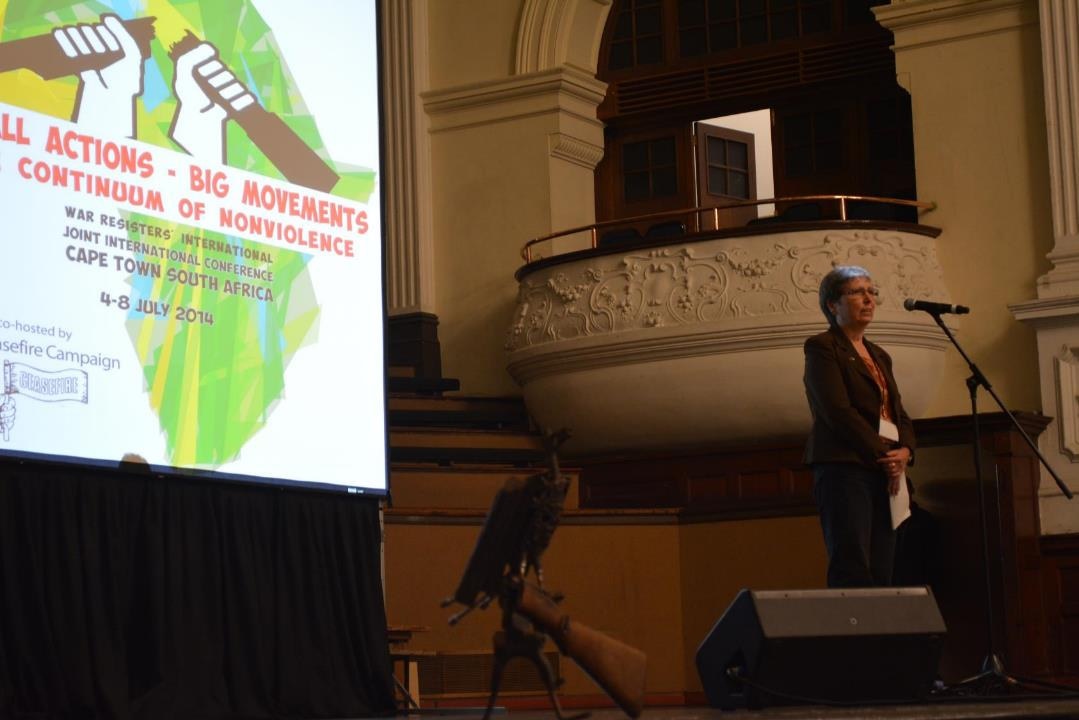 ALL ACTIONS - BIG MOVEMENTS
CONTINUUM OF NONVIOLENCE
WAR RESISTERS' INTERNATIONAL
JOINT INTERNATIONAL CONFERENCE
CAPE TOWN SOUTH AFRICA
4-8 JULY 2014
co-hosted by
easefire Campaign
CEASEFIRE